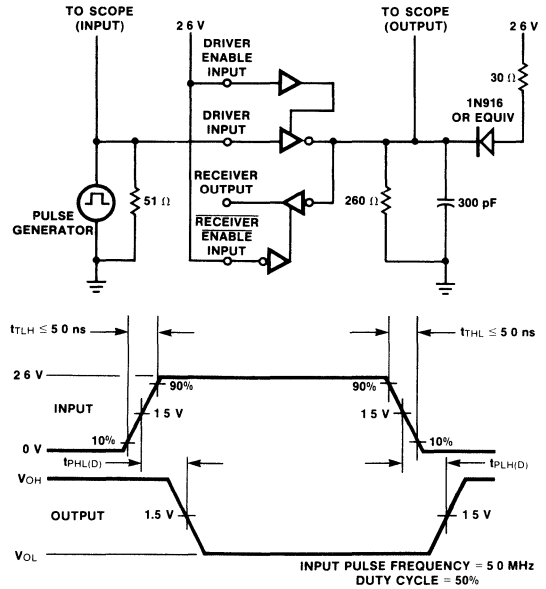 TO SCOPE
(INPUT)
2 6 V
TO SCOPE
(OUTPUT)
2 6 V
DRIVER
ENABLE
INPUT
30 Ω
1N916
OR EQUIV
DRIVER
INPUT
51 Ω
RECEIVER
OUTPUT
260 Ω
300 pF
PULSE
GENERATOR
RECEIVER
ENABLE
INPUT
tTLH ≤ 5 0 ns
tTHL ≤ 5 0 ns
2 6 V
90%
90%
INPUT
1 5 V
1 5 V
10%
10%
0 V
tPHL(D)
tPLH(D)
VOH
OUTPUT
1.5 V
1 5 V
VOL
INPUT PULSE FREQUENCY = 5 0 MHz
DUTY CYCLE = 50%